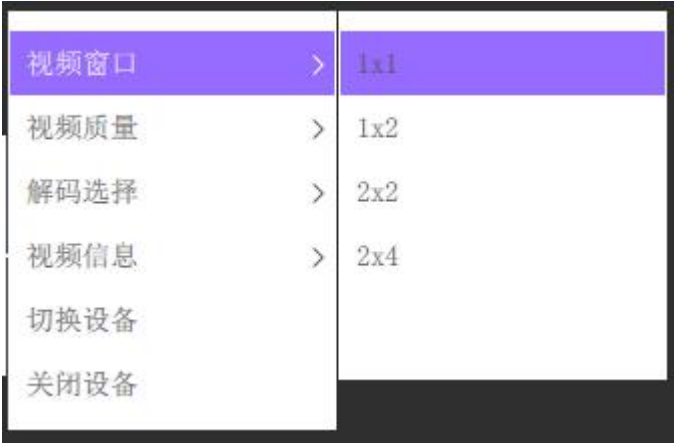 视频窗口
视频质量
解码选择
视频信息
切换设备
关闭设备
1x1
1x2
2x2
2x4